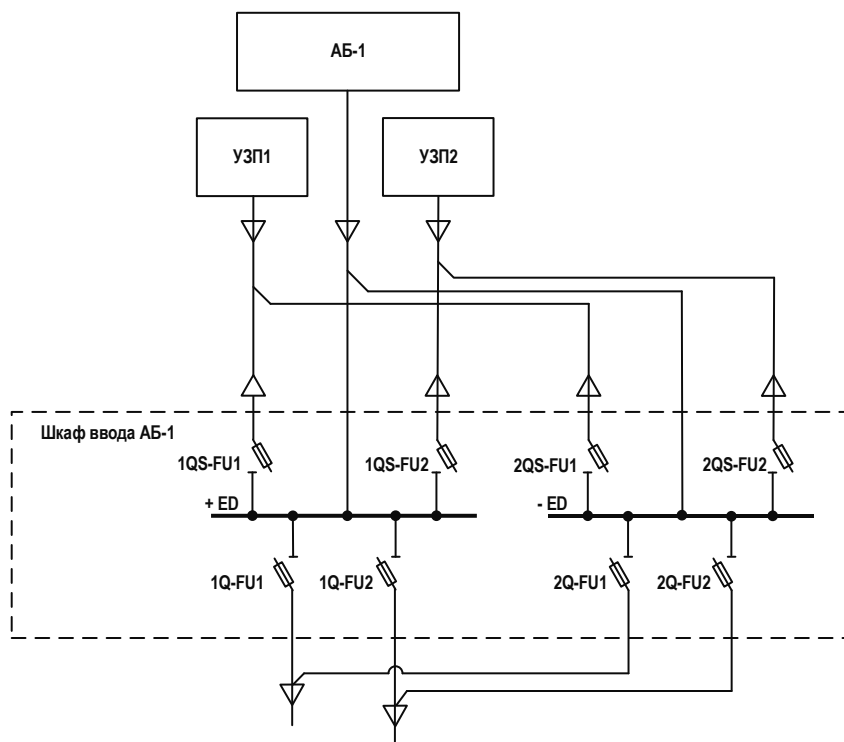 АБ-1
УЗП1
УЗП2
Шкаф ввода АБ-1
1QS-FU1
1QS-FU2
2QS-FU1
2QS-FU2
+ ED
- ED
1Q-FU1
1Q-FU2
2Q-FU1
2Q-FU2